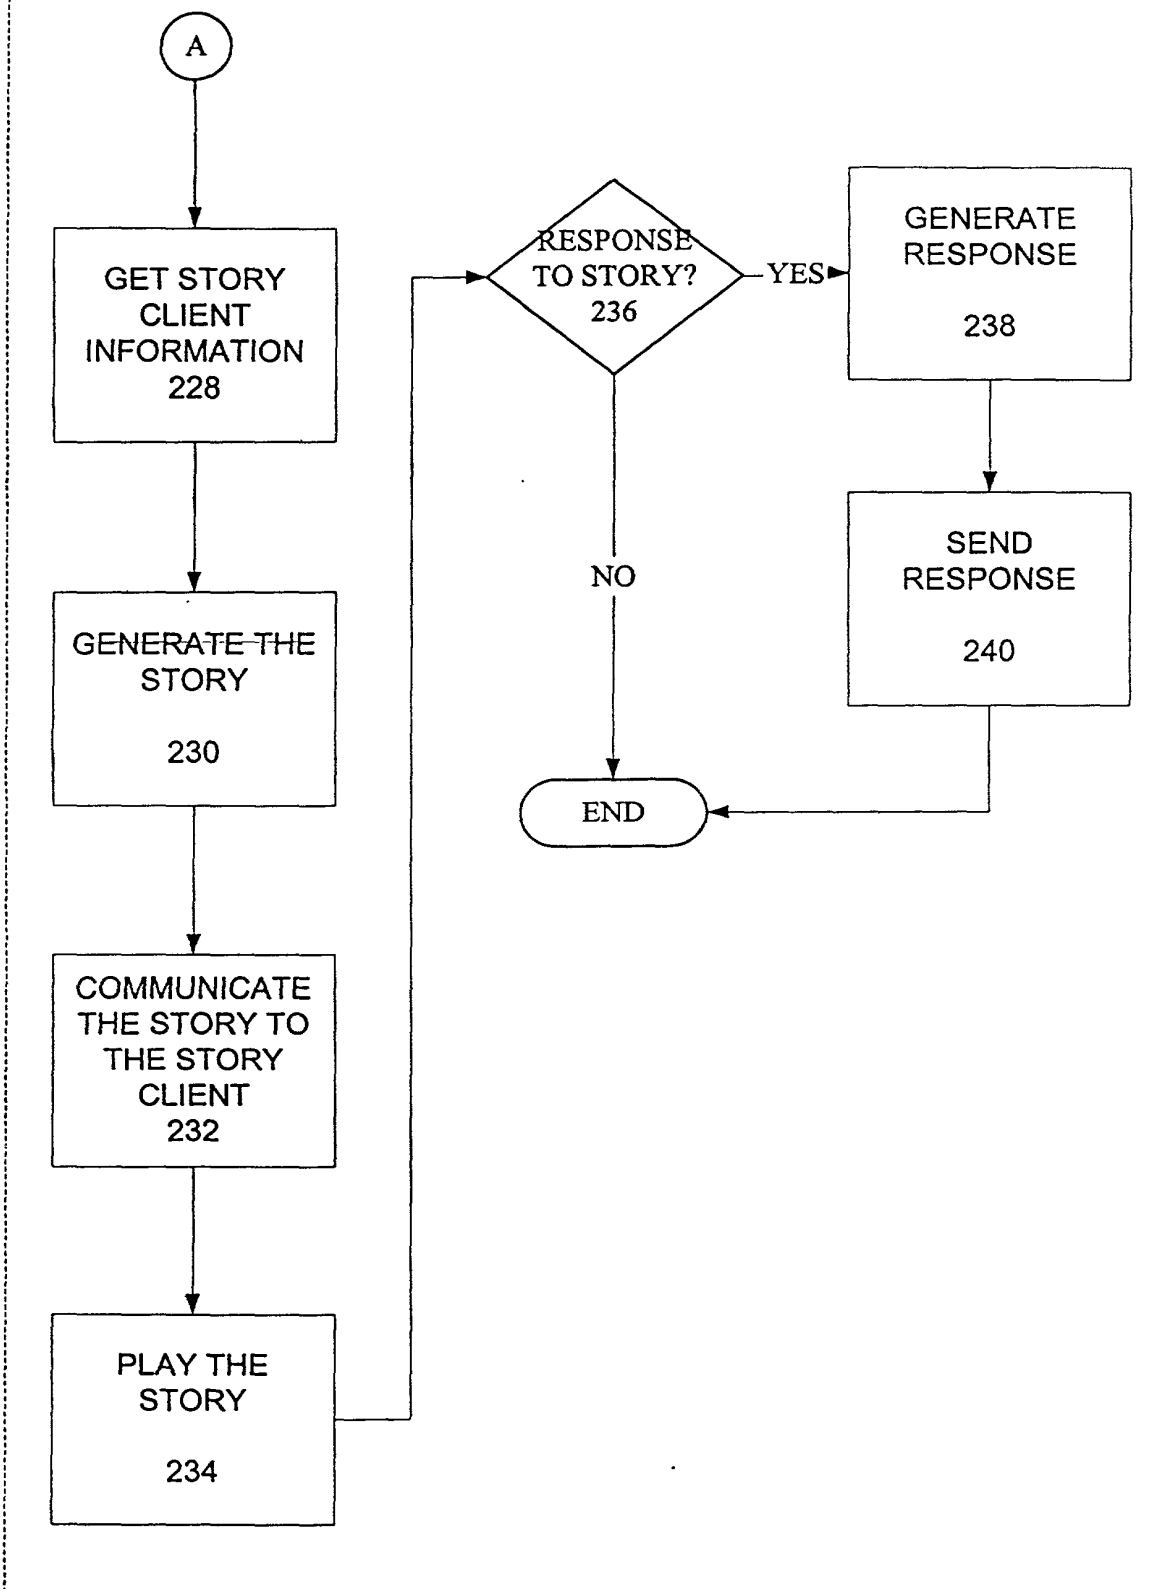 A
GET STORY
CLIENT
INFORMATION
228
GENERATE THE
STORY
230
COMMUNICATE
THE STORY TO
THE STORY
CLIENT
232
PLAY THE
STORY
234
RESPONSE
TO STORY?
236
YES
NO
GENERATE
RESPONSE
238
SEND
RESPONSE
240
END